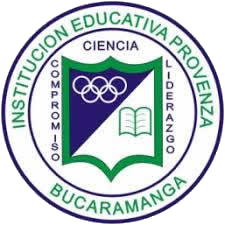 INSTITUCION EDUCATIVA PROVENZA
CIENCIA
COMPROMISO
LIDERAZGO
BUCARAMANGA